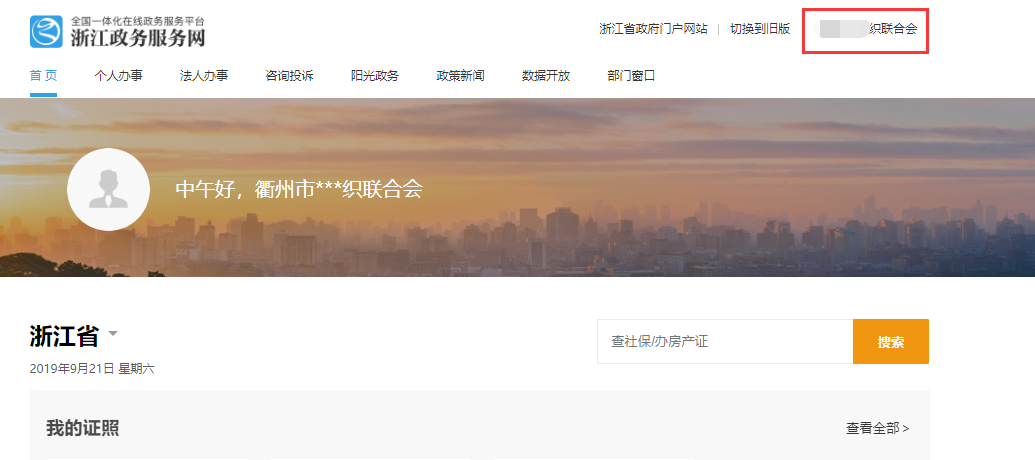 全国一体化在线政务服务平台
浙江政务服务网
浙江省政府门户网站 | 切换到旧版 织联合会
首页 个人办事 法人办事 咨询投诉 阳光政务 政策新闻 数据开放 部门窗口
中午好，衢州市***织联合会
浙江省
查社保/办房产证 搜索
2019年9月21日 星期六
我的证照 查看全部 >